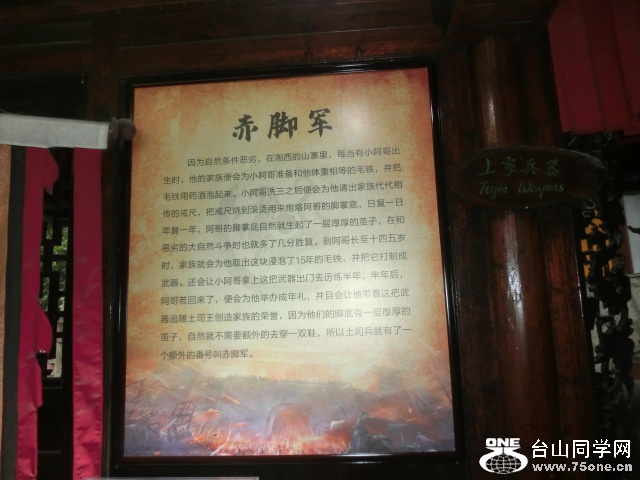 赤脚军
因为自然条件恶劣，在湘西的山寨里，每当有小阿哥出
生时，他的家族便会为小阿哥准备和他体重相等的毛铁，并把
毛铁用药酒泡起来。小阿哥洗三之后便会为他请出家族代代相
传的戒尺，把戒尺烧到滚烫用来炮烙阿哥的脚掌底，日复一日
年复一年，阿哥的脚掌底自然就生起了一层厚厚的茧子，在和
恶劣的大自然斗争时也就多了几分胜算。到阿哥长至十四五岁
时，家族就会为他取出这块浸泡了15年的毛铁，并把它打制成
武器。还会让小阿哥拿上这把武器出门去历练半年，半年后，
阿哥若回来了，便会为他举办成年礼，并且会让他带着这把武
器追随土司王创造家族的荣誉，因为他们的脚底有一层厚厚的
茧子，自然就不需要额外的去穿一双鞋，所以土司兵就有了一
个额外的番号叫赤脚军。
土家兵器
Tujia Weapons
ONE
台山同学网
www.75one.cn